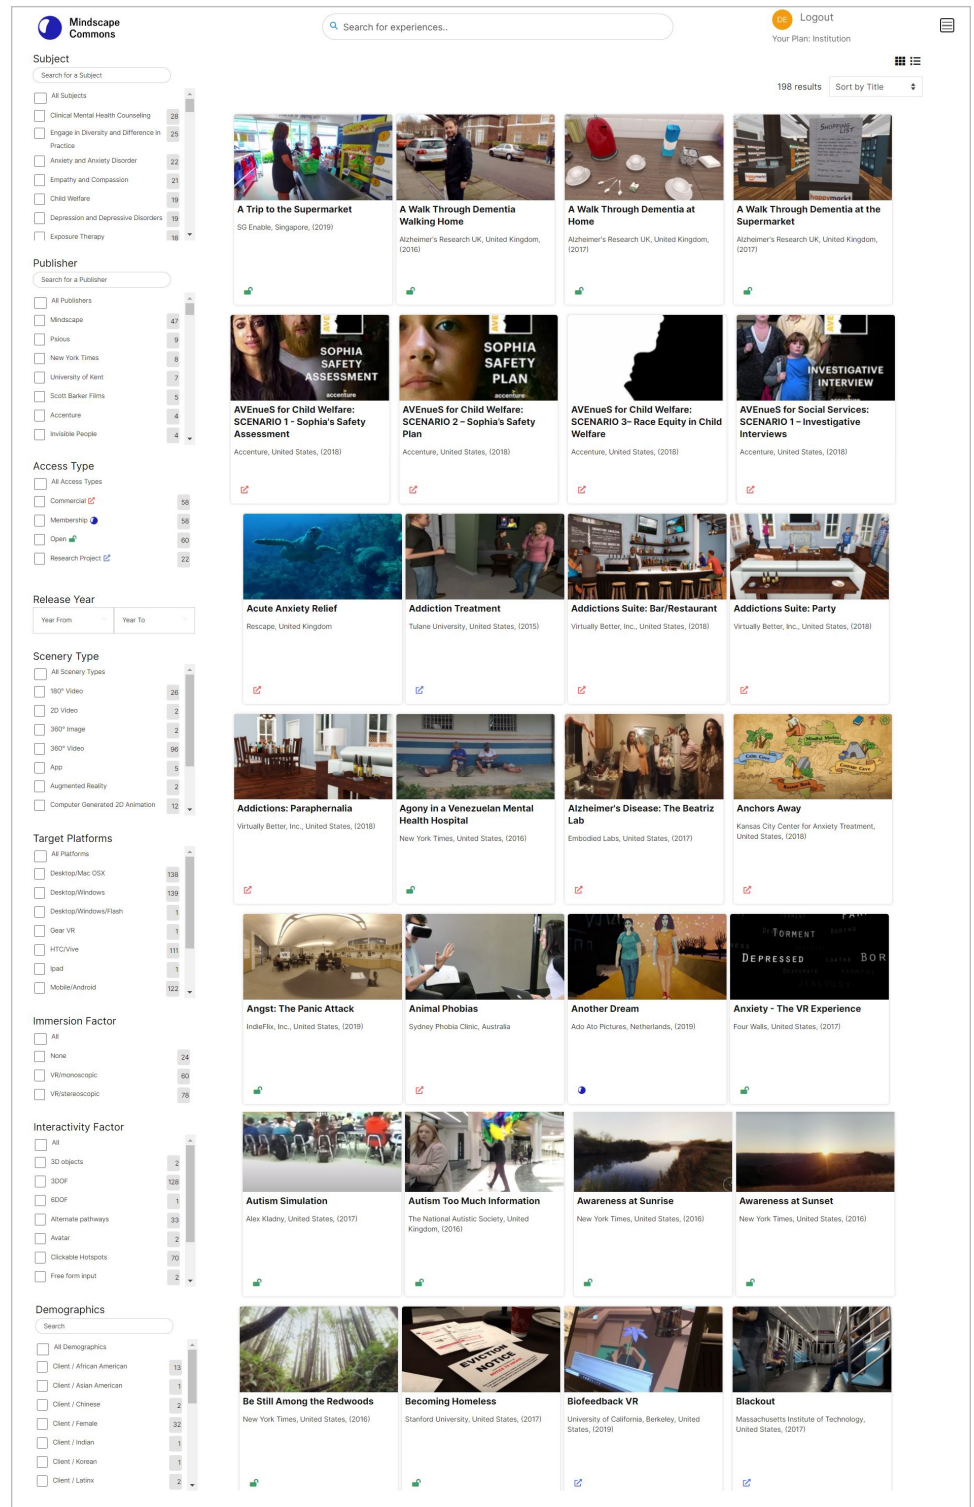 Mindscape
Commons
Search for experiences..
DE
Logout
Your Plan: Institution
Subject
Search for a Subject
All Subjects
Clinical Mental Health Counseling 28
Engage in Diversity and Difference in
Practice 25
Anxiety and Anxiety Disorder 22
Empathy and Compassion 21
Child Welfare 19
Depression and Depressive Disorders 19
Exposure Therapy 18
Publisher
Search for a Publisher
All Publishers
Mindscape 47
Psious 9
New York Times 8
University of Kent 7
Scott Barker Films 5
Accenture 4
Invisible People 4
Access Type
All Access Types
Commercial 58
Membership 58
Open 60
Research Project 22
Release Year
Year From
Year To
Scenery Type
All Scenery Types
180° Video 26
2D Video 2
360° Image 2
360° Video 96
App 5
Augmented Reality 2
Computer Generated 2D Animation 12
Target Platforms
All Platforms
Desktop/Mac OSX 138
Desktop/Windows 139
Desktop/Windows/Flash 1
Gear VR 1
HTC/Vive 111
Ipad 1
Mobile/Android 122
Immersion Factor
All
None 24
VR/monoscopic 60
VR/stereoscopic 78
Interactivity Factor
All
3D objects 2
3DOF 128
6DOF 1
Alternate pathways 33
Avatar 2
Clickable Hotspots 70
Free form input 2
Demographics
Search
All Demographics
Client / African American 13
Client / Asian American 1
Client / Chinese 2
Client / Female 32
Client / Indian 1
Client / Korean 1
Client / Latinx 2
198 results
Sort by Title
A Trip to the Supermarket
SG Enable, Singapore, (2019)
A Walk Through Dementia
Walking Home
Alzheimer's Research UK, United Kingdom,
(2016)
A Walk Through Dementia at
Home
Alzheimer's Research UK, United Kingdom,
(2017)
SHOPPING
LIST
happymarkt
A Walk Through Dementia at the
Supermarket
Alzheimer's Research UK, United Kingdom,
(2017)
AVE
SOPHIA
SAFETY
ASSESSMENT
accenture
AVEnueS for Child Welfare:
SCENARIO 1 - Sophia's Safety
Assessment
Accenture, United States, (2018)
AVE
SOPHIA
SAFETY
PLAN
accenture
AVEnueS for Child Welfare:
SCENARIO 2 – Sophia's Safety
Plan
Accenture, United States, (2018)
AVEnueS for Child Welfare:
SCENARIO 3– Race Equity in Child
Welfare
Accenture, United States, (2018)
INVESTIGATIVE
INTERVIEW
accenture
AVEnueS for Social Services:
SCENARIO 1 – Investigative
Interviews
Accenture, United States, (2018)
Acute Anxiety Relief
Rescape, United Kingdom
Addiction Treatment
Tulane University, United States, (2015)
Addictions Suite: Bar/Restaurant
Virtually Better, Inc., United States, (2018)
Addictions Suite: Party
Virtually Better, Inc., United States, (2018)
Addictions: Paraphernalia
Virtually Better, Inc., United States, (2018)
Agony in a Venezuelan Mental
Health Hospital
New York Times, United States, (2016)
Alzheimer's Disease: The Beatriz
Lab
Embodied Labs, United States, (2017)
Anchors Away
Kansas City Center for Anxiety Treatment,
United States, (2018)
Angst: The Panic Attack
IndieFlix, Inc., United States, (2019)
Animal Phobias
Sydney Phobia Clinic, Australia
Another Dream
Ado Ato Pictures, Netherlands, (2019)
TORMENT
DEPRESSED
BOR
Anxiety - The VR Experience
Four Walls, United States, (2017)
Autism Simulation
Alex Kladny, United States, (2017)
Autism Too Much Information
The National Autistic Society, United
Kingdom, (2016)
Awareness at Sunrise
New York Times, United States, (2016)
Awareness at Sunset
New York Times, United States, (2016)
Be Still Among the Redwoods
New York Times, United States, (2016)
EVICTION
NOTICE
Becoming Homeless
Stanford University, United States, (2017)
Biofeedback VR
University of California, Berkeley, United
States, (2019)
Blackout
Massachusetts Institute of Technology,
United States, (2017)